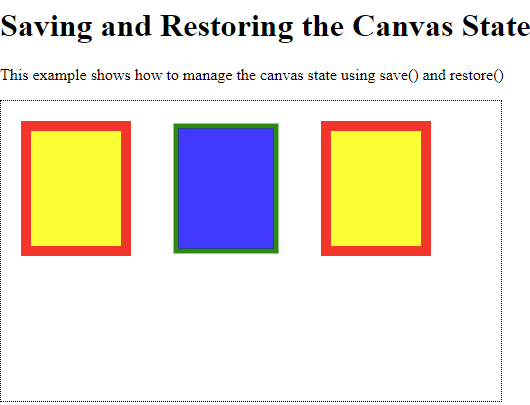 Saving and Restoring the Canvas State
This example shows how to manage the canvas state using save() and restore()